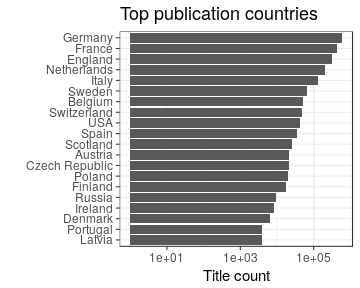 Top publication countries
Germany
France
England
Netherlands
Italy
Sweden
Belgium
Switzerland
USA
Spain
Scotland
Austria
Czech Republic
Poland
Finland
Russia
Ireland
Denmark
Portugal
Latvia
1e+01 1e+03 1e+05
Title count